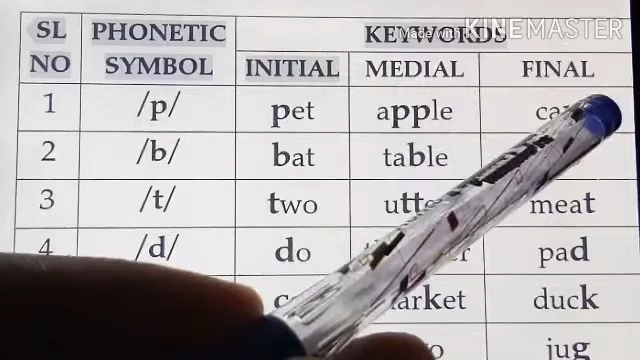 Made with KINEMASTER
SL NO PHONETIC SYMBOL KEYWORDS
INITIAL MEDIAL FINAL
1 /p/ pet apple
2 /b/ bat table
3 /t/ two meat
4 /d/ do pad
duck
jug